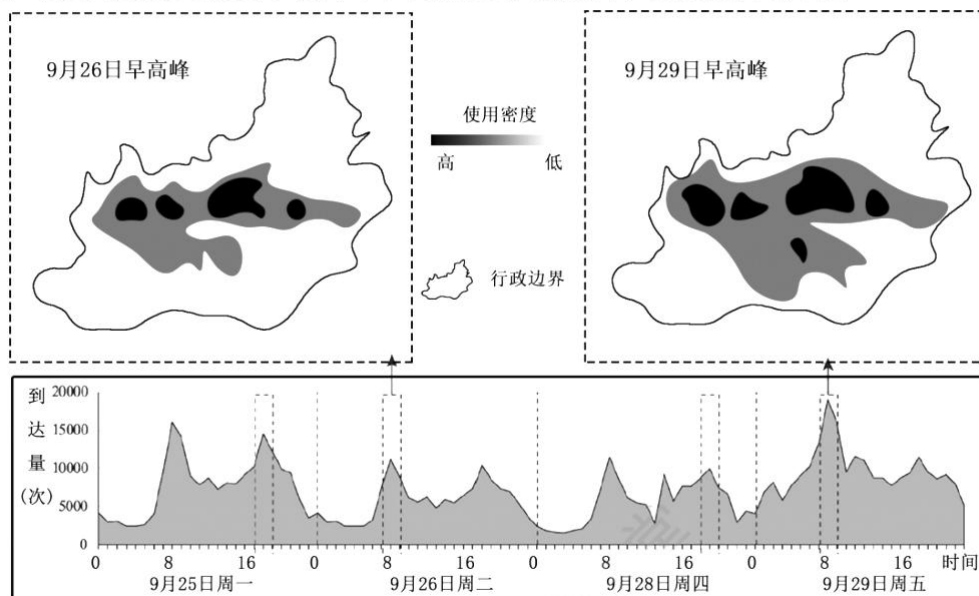 9月26日早高峰
使用密度
高 低
行政边界
9月29日早高峰
到达量(次)
20000
15000
10000
5000
0
0 8 16 0 8 16 0 8 16 0 8 16 时间
9月25日周一 9月26日周二 9月28日周四 9月29日周五